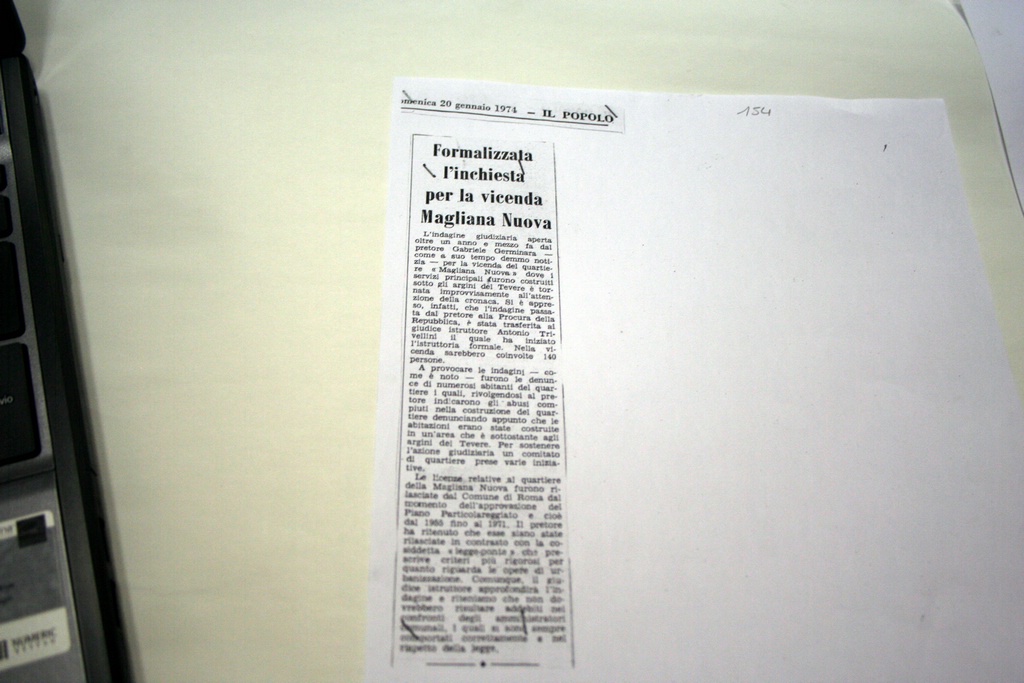 menica 20 gennaio 1974 — IL POPOLO
154
Formalizzata
l'inchiesta
per la vicenda
Magliana Nuova
L'indagine giudiziaria aperta
oltre un anno e mezzo fa dal
pretore Gabriele Germinara —
come a suo tempo demmo noti-
zia — per la vicenda del quartie-
re «Magliana Nuova» dove i
servizi principali furono costruiti
sotto gli argini del Tevere è tor-
nata improvvisamente all'atten-
zione della cronaca. Si è appre-
so, infatti, che l'indagine passa-
ta dal pretore alla Procura della
Repubblica, è stata trasferita al
giudice istruttore Antonio Tri-
vellini il quale ha iniziato
l'istruttoria formale. Nella vi-
cenda sarebbero coinvolte 140
persone.
A provocare le indagini — co-
me è noto — furono le denun-
ce di numerosi abitanti del quar-
tiere i quali, rivolgendosi al pre-
tore indicarono gli abusi com-
piuti nella costruzione del quar-
tiere denunciando appunto che le
abitazioni erano state costruite
in un'area che è sottostante agli
argini del Tevere. Per sostenere
l'azione giudiziaria un comitato
di quartiere prese varie inizia-
tive.
Le licenze relative al quartiere
della Magliana Nuova furono ri-
lasciate dal Comune di Roma dal
momento dell'approvazione del
Piano Particolareggiato e cioè
dal 1965 fino al 1971. Il pretore
ha ritenuto che esse siano state
rilasciate in contrasto con la co-
siddetta «legge-ponte» che pre-
scrive criteri più rigorosi per
quanto riguarda le opere di ur-
banizzazione. Comunque, il giu-
dice istruttore approfondirà l'in-
dagine e riteniamo che non do-
vrebbero risultare addebiti nei
confronti degli amministratori
comunali, i quali si sono sempre
comportati correttamente e nel
rispetto della legge.
vio
NUMERIC